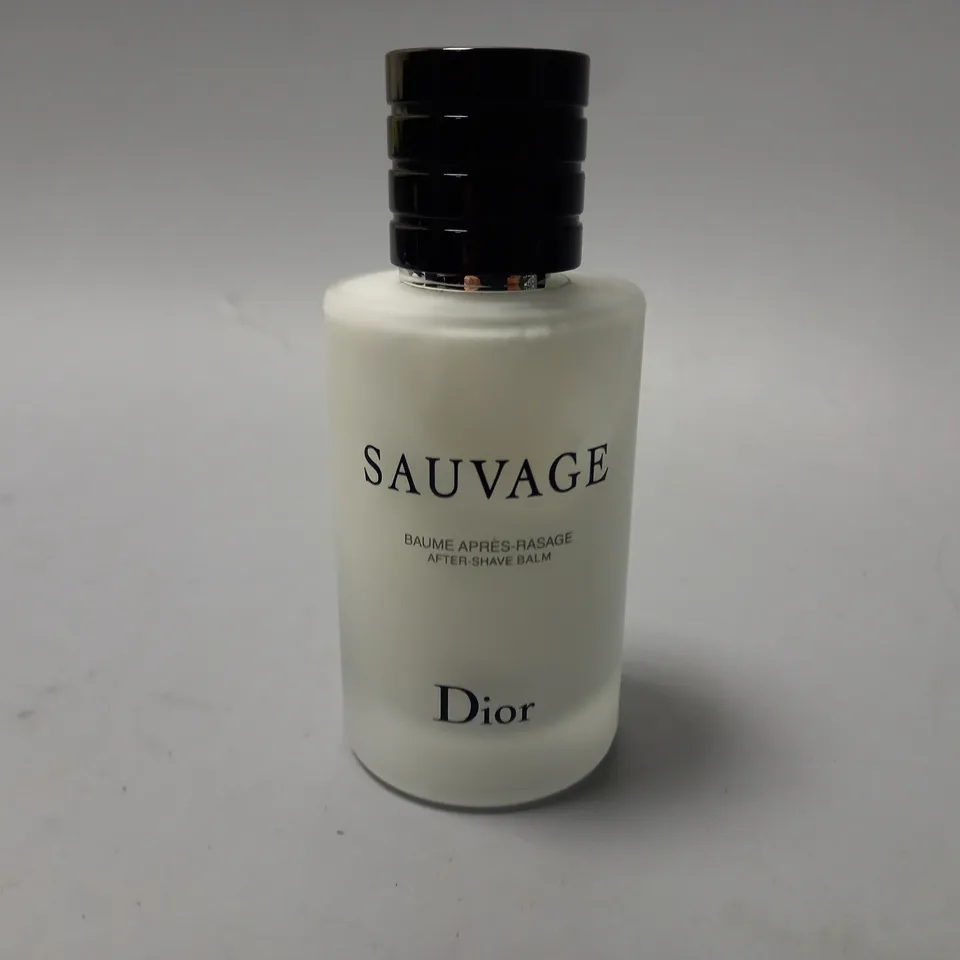 SAUVAGE
BAUME APRÈS-RASAGE
AFTER-SHAVE BALM
Dior